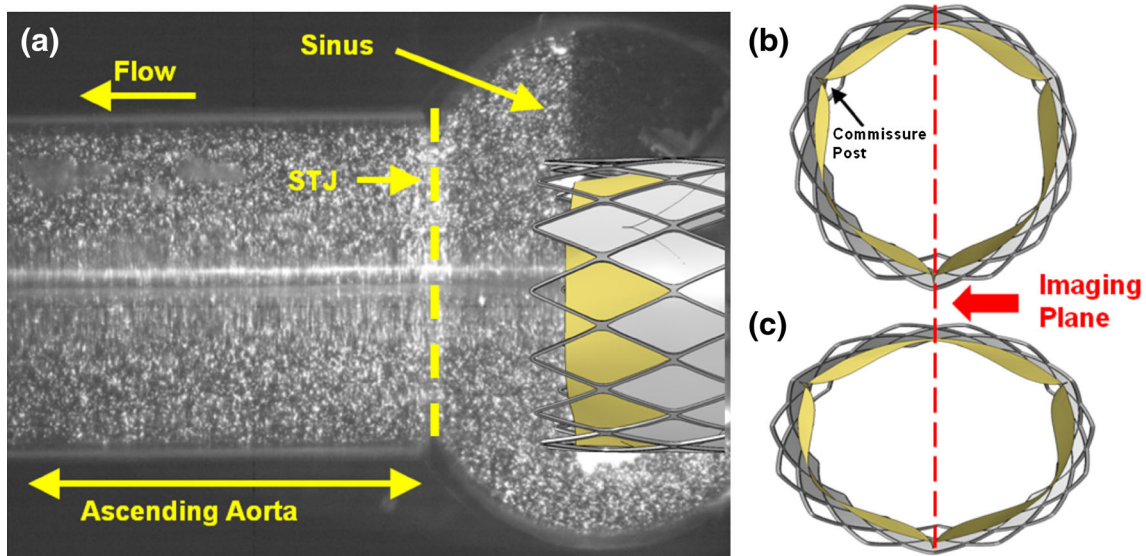 (a)
Sinus
Flow
STJ
Ascending Aorta
(b)
Commissure
Post
Imaging
Plane
(c)